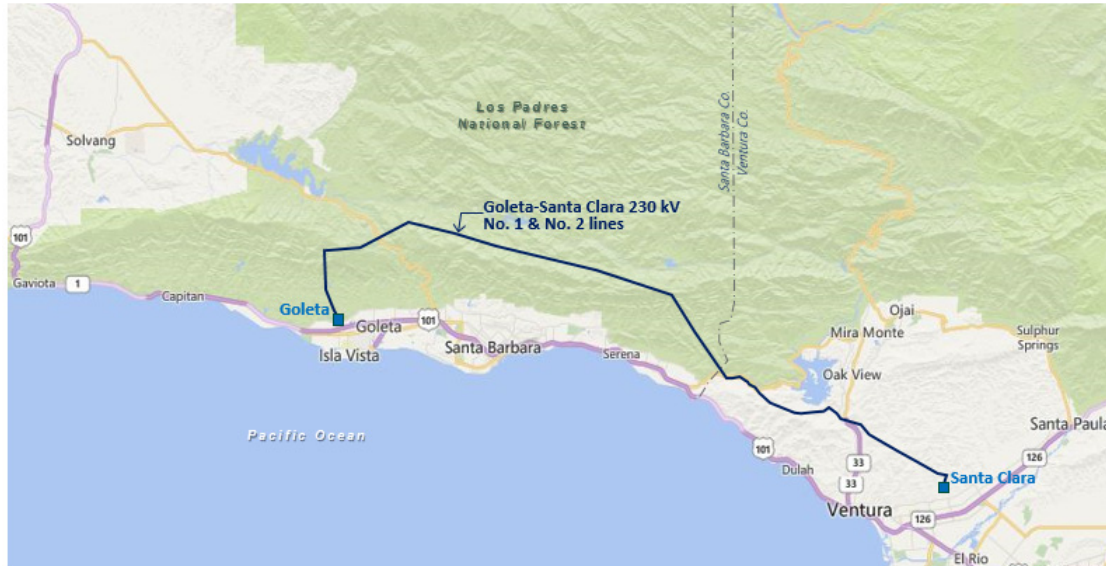 Los Padres
National Forest
Santa Barbara Co.
Ventura Co.
Solvang
Goleta-Santa Clara 230 kV
No. 1 & No. 2 lines
101
Gaviota
1
Capitan
Goleta
Goleta
101
Isla Vista
Santa Barbara
Serena
Ojai
Mira Monte
Sulphur
Springs
Oak View
Santa Paula
Pacific Ocean
101
Dulah
33
33
126
Santa Clara
Ventura
126
El Rio